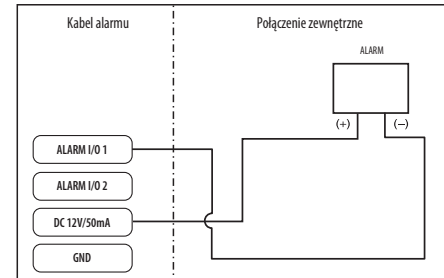 Kabel alarmu
Połączenie zewnętrzne
ALARM
(+)
(−)
ALARM I/O 1
ALARM I/O 2
DC 12V/50mA
GND